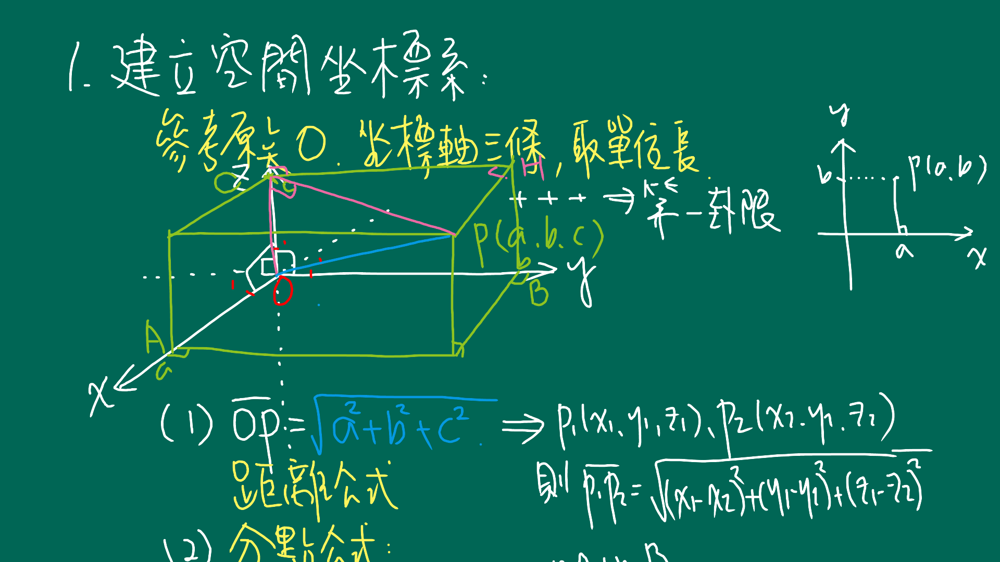 1. 建立空間坐標系:
參考原點O. 坐標軸三條, 取單位長.
y
b
P(a.b)
a
x
z
C
c
H
+ + + ⇒ 第一卦限
P(a.b.c)
b
y
B
O
A
a
x
(1) \overline{OP} = √(a²+b²+c²). ⇒ P₁(x₁, y₁, z₁)、P₂(x₂. y₂. z₂)
距離公式
則 \overline{P₁P₂} = √((x₁-x₂)²+(y₁-y₂)²+(z₁-z₂)²)
(2) 分點公式: